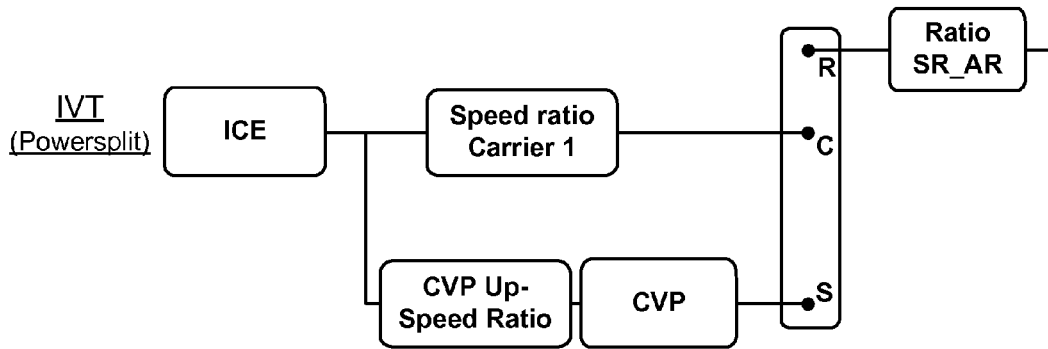 IVT
(Powersplit)
ICE
Speed ratio
Carrier 1
CVP Up-
Speed Ratio
CVP
R
C
S
Ratio
SR_AR